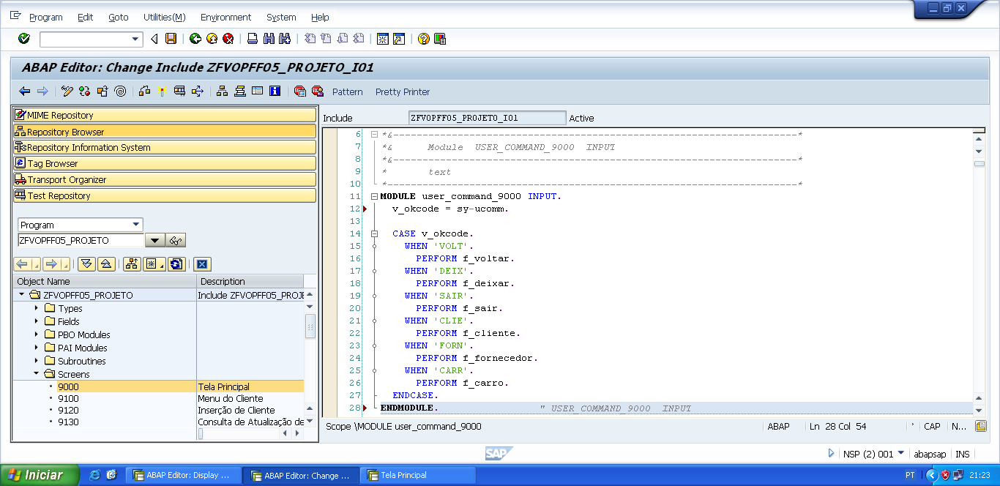 Program Edit Goto Utilities(M) Environment System Help
ABAP Editor: Change Include ZFVOPFF05_PROJETO_I01
Pattern Pretty Printer
MIME Repository
Repository Browser
Repository Information System
Tag Browser
Transport Organizer
Test Repository
Program
ZFVOPFF05_PROJETO
Object Name Description
ZFVOPFF05_PROJETO Include ZFVOPFF05_PROJE
Types
Fields
PBO Modules
PAI Modules
Subroutines
Screens
9000 Tela Principal
9100 Menu do Cliente
9120 Inserção de Cliente
9130 Consulta de Atualização de
Include ZFVOPFF05_PROJETO_I01 Active
6 *&---------------------------------------------------------------------*
7 *&      Module  USER_COMMAND_9000  INPUT
8 *&---------------------------------------------------------------------*
9 *       text
10 *----------------------------------------------------------------------*
11 MODULE user_command_9000 INPUT.
12   v_okcode = sy-ucomm.
13
14   CASE v_okcode.
15     WHEN 'VOLT'.
16       PERFORM f_voltar.
17     WHEN 'DEIX'.
18       PERFORM f_deixar.
19     WHEN 'SAIR'.
20       PERFORM f_sair.
21     WHEN 'CLIE'.
22       PERFORM f_cliente.
23     WHEN 'FORN'.
24       PERFORM f_fornecedor.
25     WHEN 'CARR'.
26       PERFORM f_carro.
27   ENDCASE.
28 ENDMODULE.                 " USER_COMMAND_9000  INPUT
Scope \MODULE user_command_9000 ABAP Ln 28 Col 54 ' CAP N...
SAP NSP (2) 001 abapsap INS
Iniciar ABAP Editor: Display ... ABAP Editor: Change ... Tela Principal PT 21:23